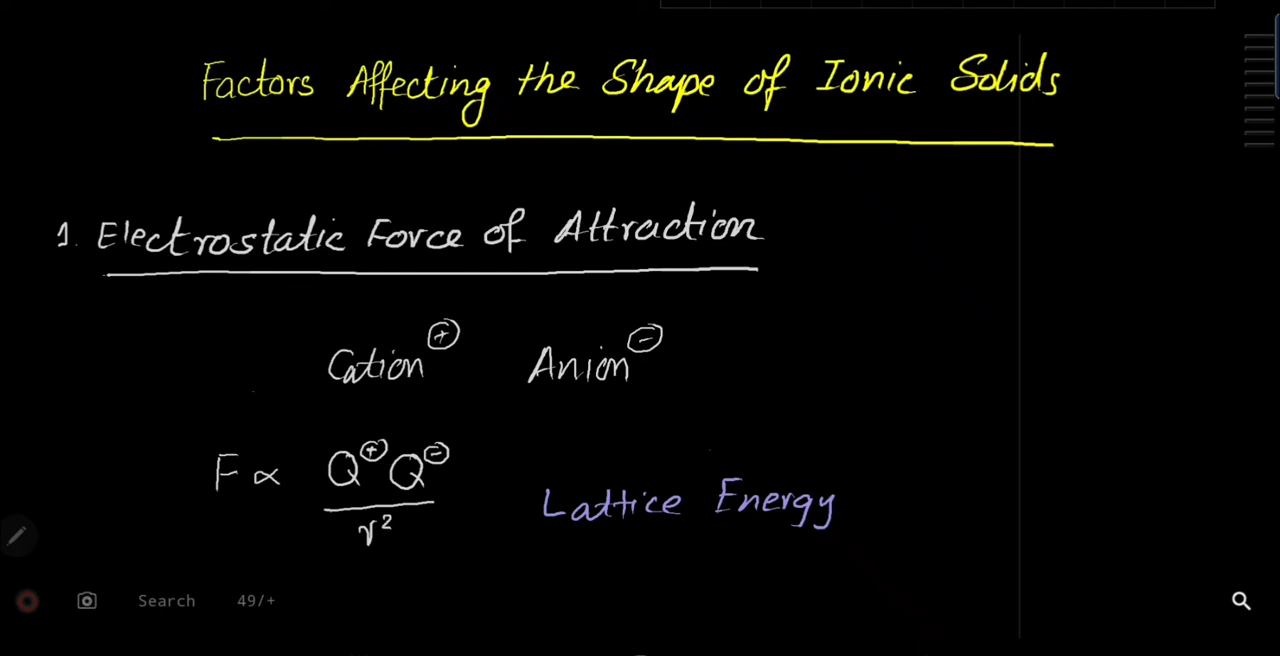 Factors Affecting the Shape of Ionic Solids
1. Electrostatic Force of Attraction
Cation⊕ Anion⊖
F ∝ Q⊕Q⊖/r²
Lattice Energy
Search 49/+